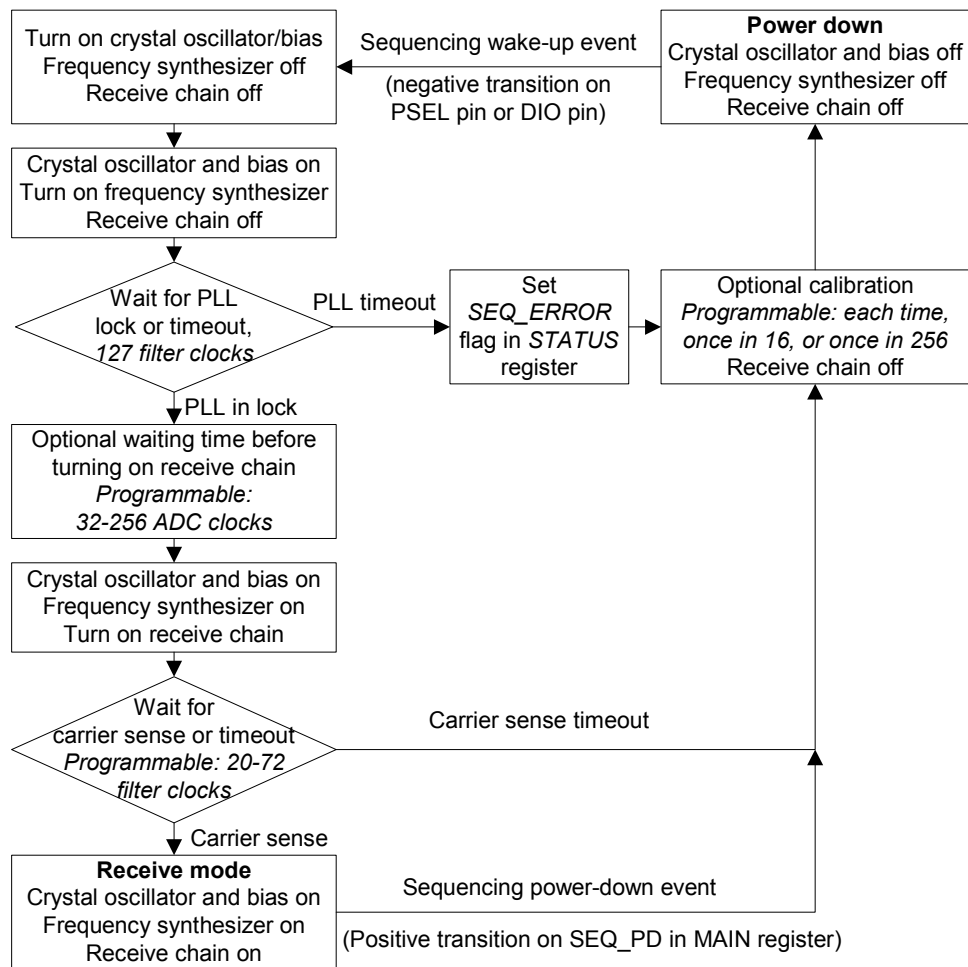 Turn on crystal oscillator/bias
Frequency synthesizer off
Receive chain off
Sequencing wake-up event
(negative transition on
PSEL pin or DIO pin)
Power down
Crystal oscillator and bias off
Frequency synthesizer off
Receive chain off
Crystal oscillator and bias on
Turn on frequency synthesizer
Receive chain off
Wait for PLL
lock or timeout,
127 filter clocks
PLL timeout
Set
SEQ_ERROR
flag in STATUS
register
Optional calibration
Programmable: each time,
once in 16, or once in 256
Receive chain off
PLL in lock
Optional waiting time before
turning on receive chain
Programmable:
32-256 ADC clocks
Crystal oscillator and bias on
Frequency synthesizer on
Turn on receive chain
Wait for
carrier sense or timeout
Programmable: 20-72
filter clocks
Carrier sense timeout
Carrier sense
Receive mode
Crystal oscillator and bias on
Frequency synthesizer on
Receive chain on
Sequencing power-down event
(Positive transition on SEQ_PD in MAIN register)